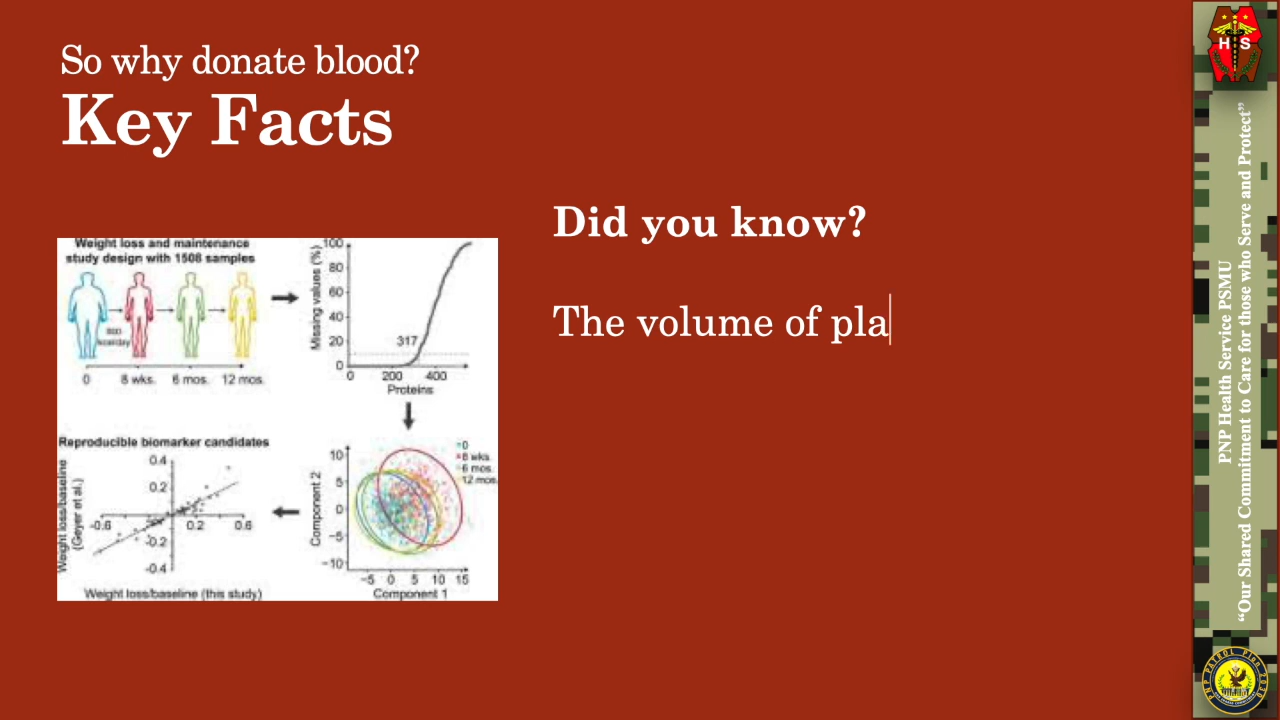 So why donate blood?
Key Facts
Did you know?
The volume of pla
Weight loss and maintenance
study design with 1508 samples
0 8 wks. 6 mos. 12 mos.
Missing values (%)
100
80
60
40
20
0
317
0 200 400
Proteins
Reproducible biomarker candidates
Weight loss/baseline
(Geyer et al.)
0.4
0.2
-0.6 0.2 0.6
-0.2
-0.4
Weight loss/baseline (this study)
Component 2
10
5
0
-5
-10
-5 0 5 10 15
Component 1
0
8 wks.
6 mos.
12 mos.
H S
PNP Health Service PSMU
“Our Shared Commitment to Care for those who Serve and Protect”
PNP PATROL Plan 2030